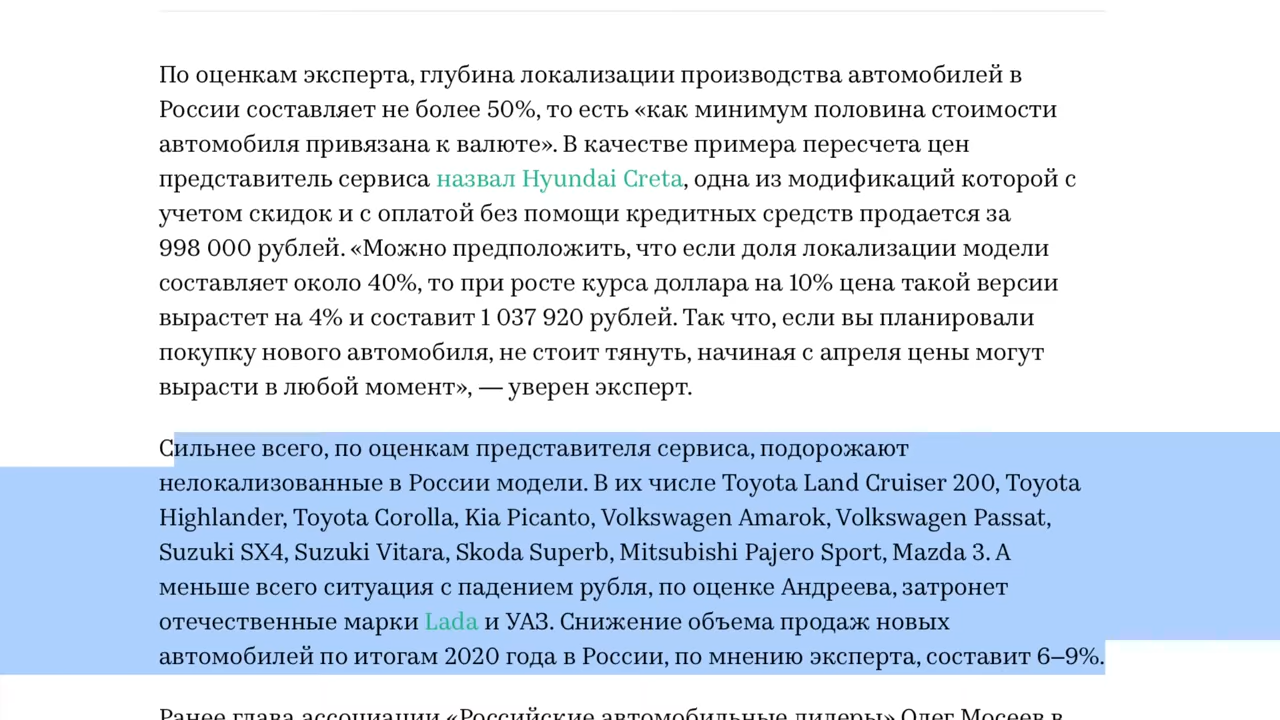 По оценкам эксперта, глубина локализации производства автомобилей в
России составляет не более 50%, то есть «как минимум половина стоимости
автомобиля привязана к валюте». В качестве примера пересчета цен
представитель сервиса назвал Hyundai Creta, одна из модификаций которой с
учетом скидок и с оплатой без помощи кредитных средств продается за
998 000 рублей. «Можно предположить, что если доля локализации модели
составляет около 40%, то при росте курса доллара на 10% цена такой версии
вырастет на 4% и составит 1 037 920 рублей. Так что, если вы планировали
покупку нового автомобиля, не стоит тянуть, начиная с апреля цены могут
вырасти в любой момент», — уверен эксперт.
Сильнее всего, по оценкам представителя сервиса, подорожают
нелокализованные в России модели. В их числе Toyota Land Cruiser 200, Toyota
Highlander, Toyota Corolla, Kia Picanto, Volkswagen Amarok, Volkswagen Passat,
Suzuki SX4, Suzuki Vitara, Skoda Superb, Mitsubishi Pajero Sport, Mazda 3. А
меньше всего ситуация с падением рубля, по оценке Андреева, затронет
отечественные марки Lada и УАЗ. Снижение объема продаж новых
автомобилей по итогам 2020 года в России, по мнению эксперта, составит 6–9%.
Ранее глава ассоциации «Российские автомобильные дилеры» Олег Мосеев в